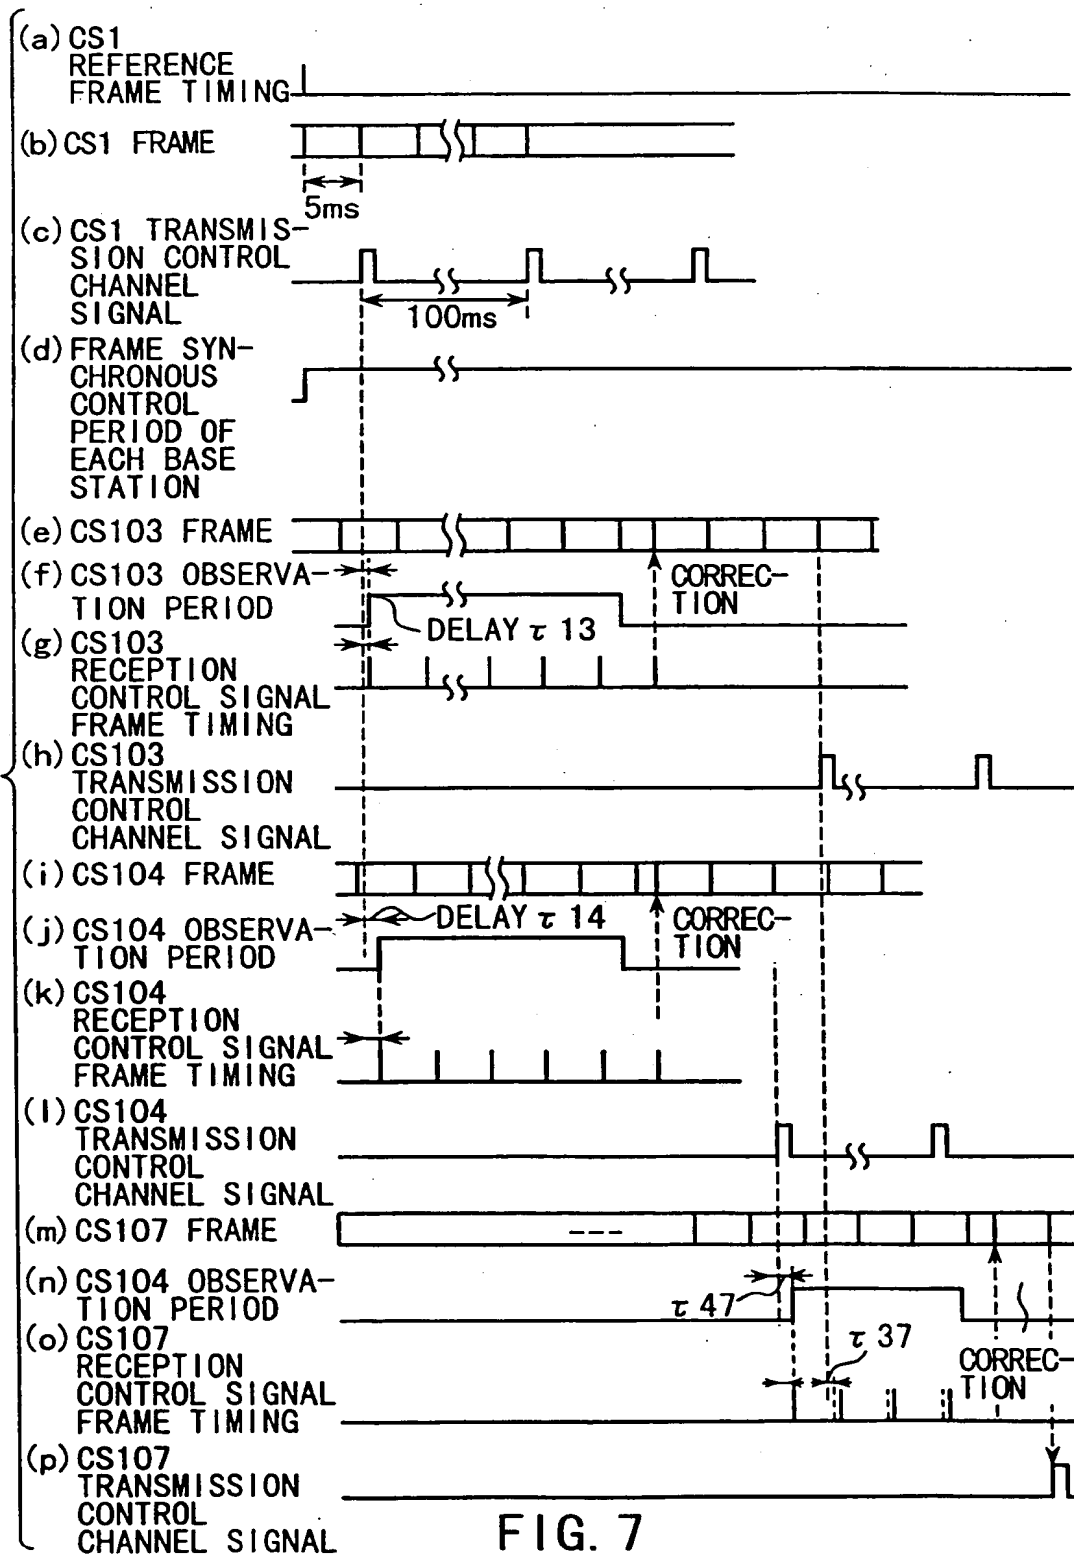 (a) CS1
REFERENCE
FRAME TIMING
(b) CS1 FRAME
5ms
(c) CS1 TRANSMIS-
SION CONTROL
CHANNEL
SIGNAL
100ms
(d) FRAME SYN-
CHRONOUS
CONTROL
PERIOD OF
EACH BASE
STATION
(e) CS103 FRAME
CORREC-
TION
(f) CS103 OBSERVA-
TION PERIOD
DELAY τ 13
(g) CS103
RECEPTION
CONTROL SIGNAL
FRAME TIMING
(h) CS103
TRANSMISSION
CONTROL
CHANNEL SIGNAL
(i) CS104 FRAME
DELAY τ 14
CORREC-
TION
(j) CS104 OBSERVA-
TION PERIOD
(k) CS104
RECEPTION
CONTROL SIGNAL
FRAME TIMING
(l) CS104
TRANSMISSION
CONTROL
CHANNEL SIGNAL
(m) CS107 FRAME
(n) CS104 OBSERVA-
TION PERIOD
τ 47
(o) CS107
RECEPTION
CONTROL SIGNAL
FRAME TIMING
τ 37
CORREC-
TION
(p) CS107
TRANSMISSION
CONTROL
CHANNEL SIGNAL
FIG. 7